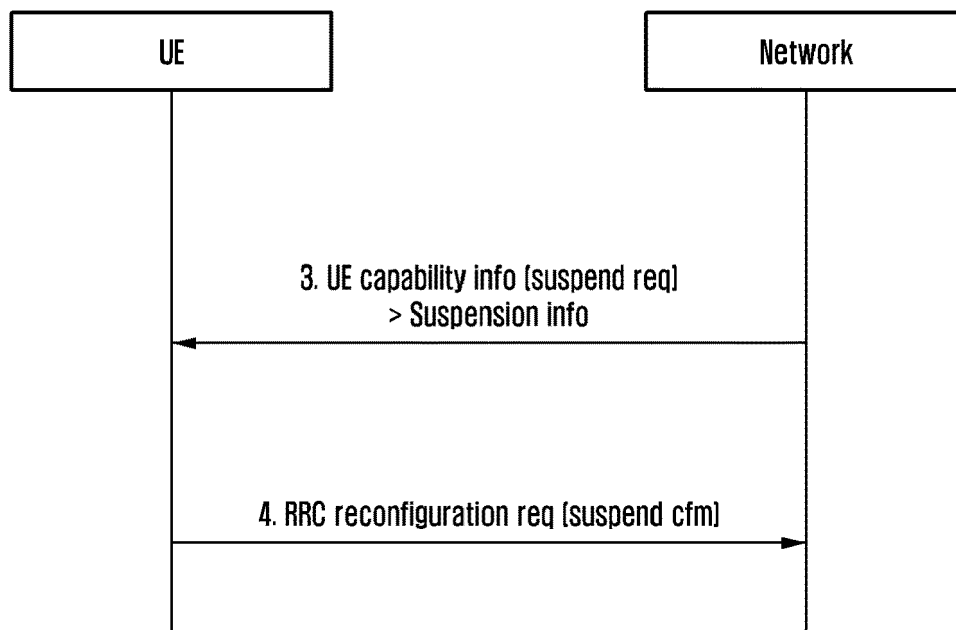 UE
Network
3. UE capability info [suspend req]
> Suspension info
4. RRC reconfiguration req [suspend cfm]